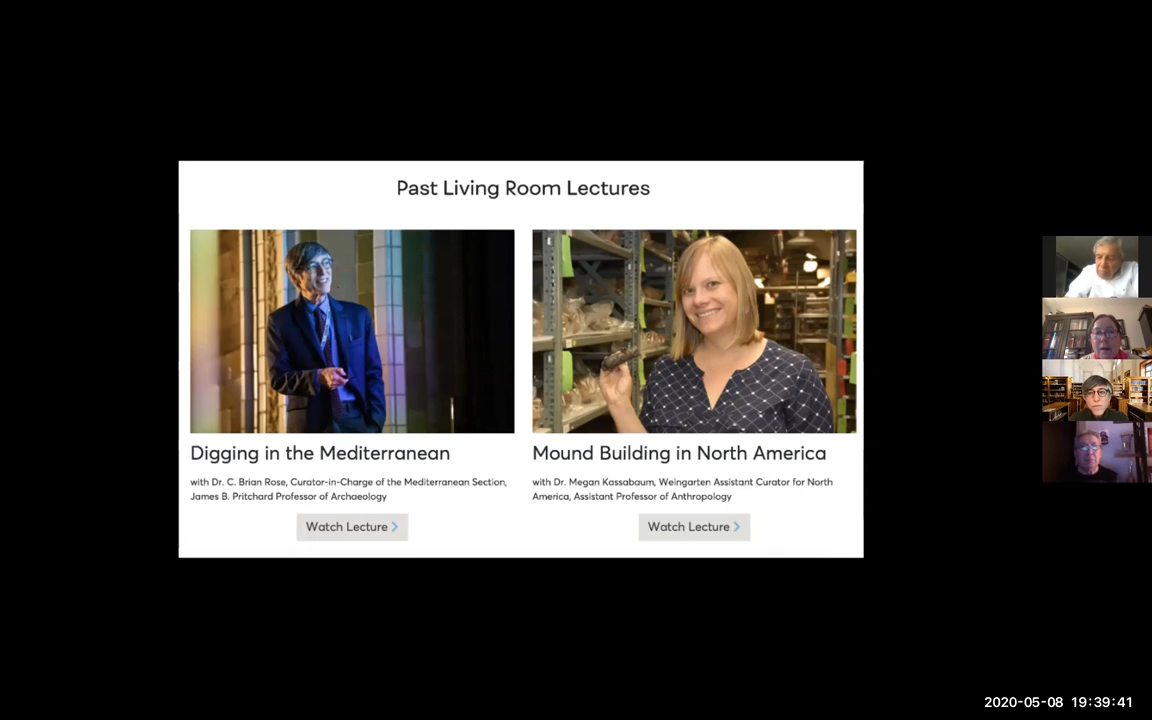 Past Living Room Lectures
Digging in the Mediterranean
with Dr. C. Brian Rose, Curator-in-Charge of the Mediterranean Section,
James B. Pritchard Professor of Archaeology
Watch Lecture
Mound Building in North America
with Dr. Megan Kassabaum, Weingarten Assistant Curator for North
America, Assistant Professor of Anthropology
Watch Lecture
2020-05-08 19:39:41